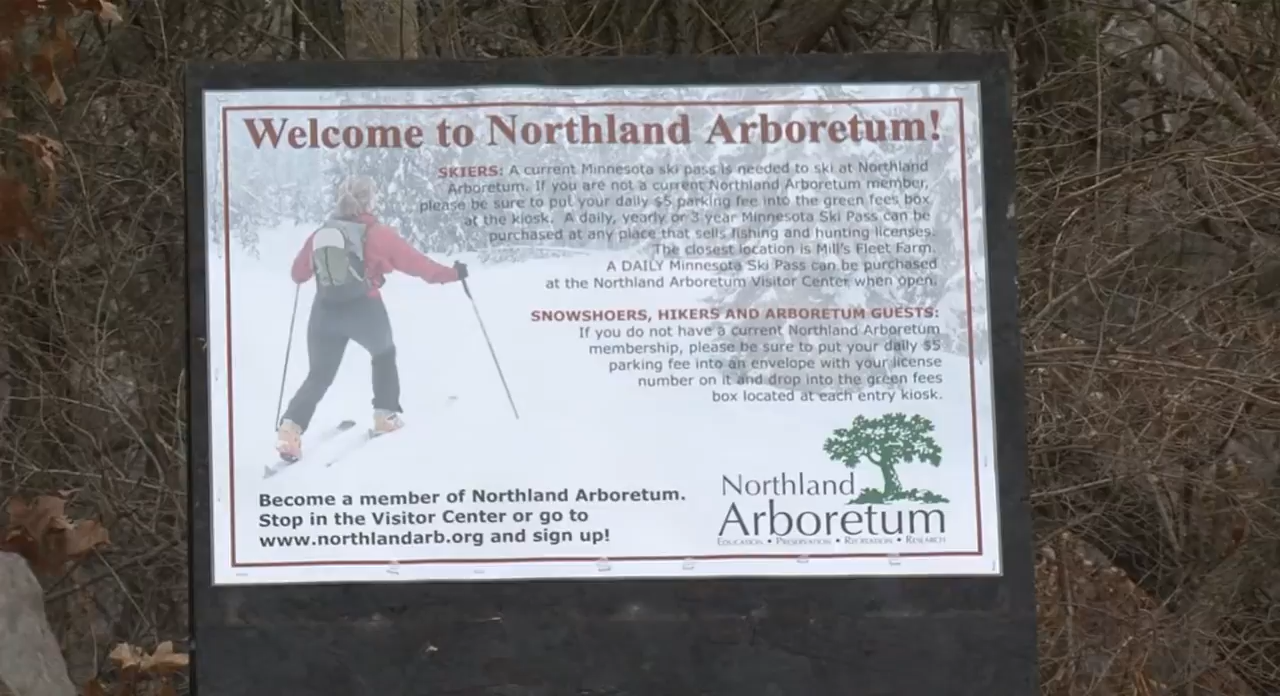 Welcome to Northland Arboretum!
SKIERS: A current Minnesota ski pass is needed to ski at Northland
Arboretum. If you are not a current Northland Arboretum member,
please be sure to put your daily $5 parking fee into the green fees box
at the kiosk. A daily, yearly or 3 year Minnesota Ski Pass can be
purchased at any place that sells fishing and hunting licenses.
The closest location is Mill's Fleet Farm.
A DAILY Minnesota Ski Pass can be purchased
at the Northland Arboretum Visitor Center when open.
SNOWSHOERS, HIKERS AND ARBORETUM GUESTS:
If you do not have a current Northland Arboretum
membership, please be sure to put your daily $5
parking fee into an envelope with your license
number on it and drop into the green fees
box located at each entry kiosk.
Become a member of Northland Arboretum.
Stop in the Visitor Center or go to
www.northlandarb.org and sign up!
Northland
Arboretum
EDUCATION • PRESERVATION • RECREATION • RESEARCH